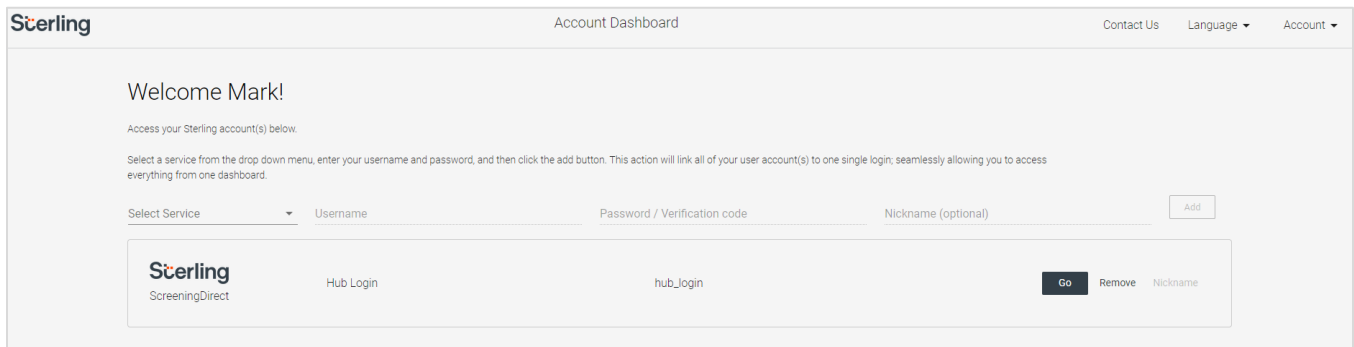 Sterling
Account Dashboard
Contact Us
Language
Account
Welcome Mark!
Access your Sterling account(s) below.
Select a service from the drop down menu, enter your username and password, and then click the add button. This action will link all of your user account(s) to one single login; seamlessly allowing you to access
everything from one dashboard.
Select Service
Username
Password / Verification code
Nickname (optional)
Add
Sterling
ScreeningDirect
Hub Login
hub_login
Go
Remove
Nickname